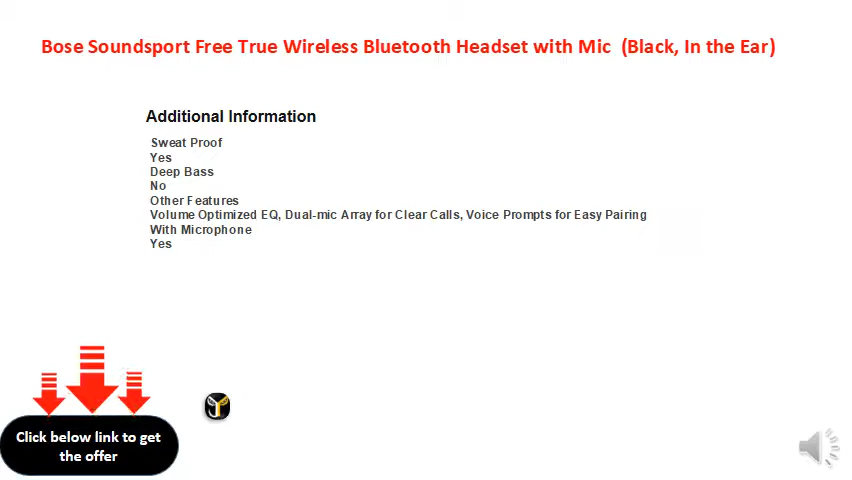 Bose Soundsport Free True Wireless Bluetooth Headset with Mic (Black, In the Ear)
Additional Information
Sweat Proof
Yes
Deep Bass
No
Other Features
Volume Optimized EQ, Dual-mic Array for Clear Calls, Voice Prompts for Easy Pairing
With Microphone
Yes
Click below link to get
the offer